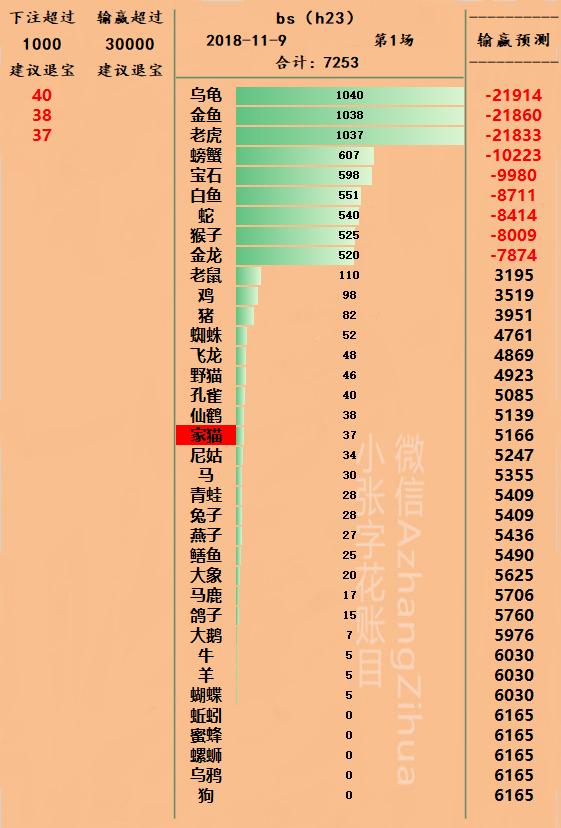 下注超过 输赢超过 bs（h23）
1000 30000 2018-11-9 第1场 输赢预测
建议退宝 建议退宝 合计：7253
40 乌龟 1040 -21914
38 金鱼 1038 -21860
37 老虎 1037 -21833
螃蟹 607 -10223
宝石 598 -9980
白鱼 551 -8711
蛇 540 -8414
猴子 525 -8009
金龙 520 -7874
老鼠 110 3195
鸡 98 3519
猪 82 3951
蜘蛛 52 4761
飞龙 48 4869
野猫 46 4923
孔雀 40 5085
仙鹤 38 5139
家猫 37 5166
尼姑 34 5247
马 30 5355
青蛙 28 5409
兔子 28 5409
燕子 27 5436
鳝鱼 25 5490
大象 20 5625
马鹿 17 5706
鸽子 15 5760
大鹅 7 5976
牛 5 6030
羊 5 6030
蝴蝶 5 6030
蚯蚓 0 6165
蜜蜂 0 6165
螺蛳 0 6165
乌鸦 0 6165
狗 0 6165
微信AzhangZihua
小张字花账目